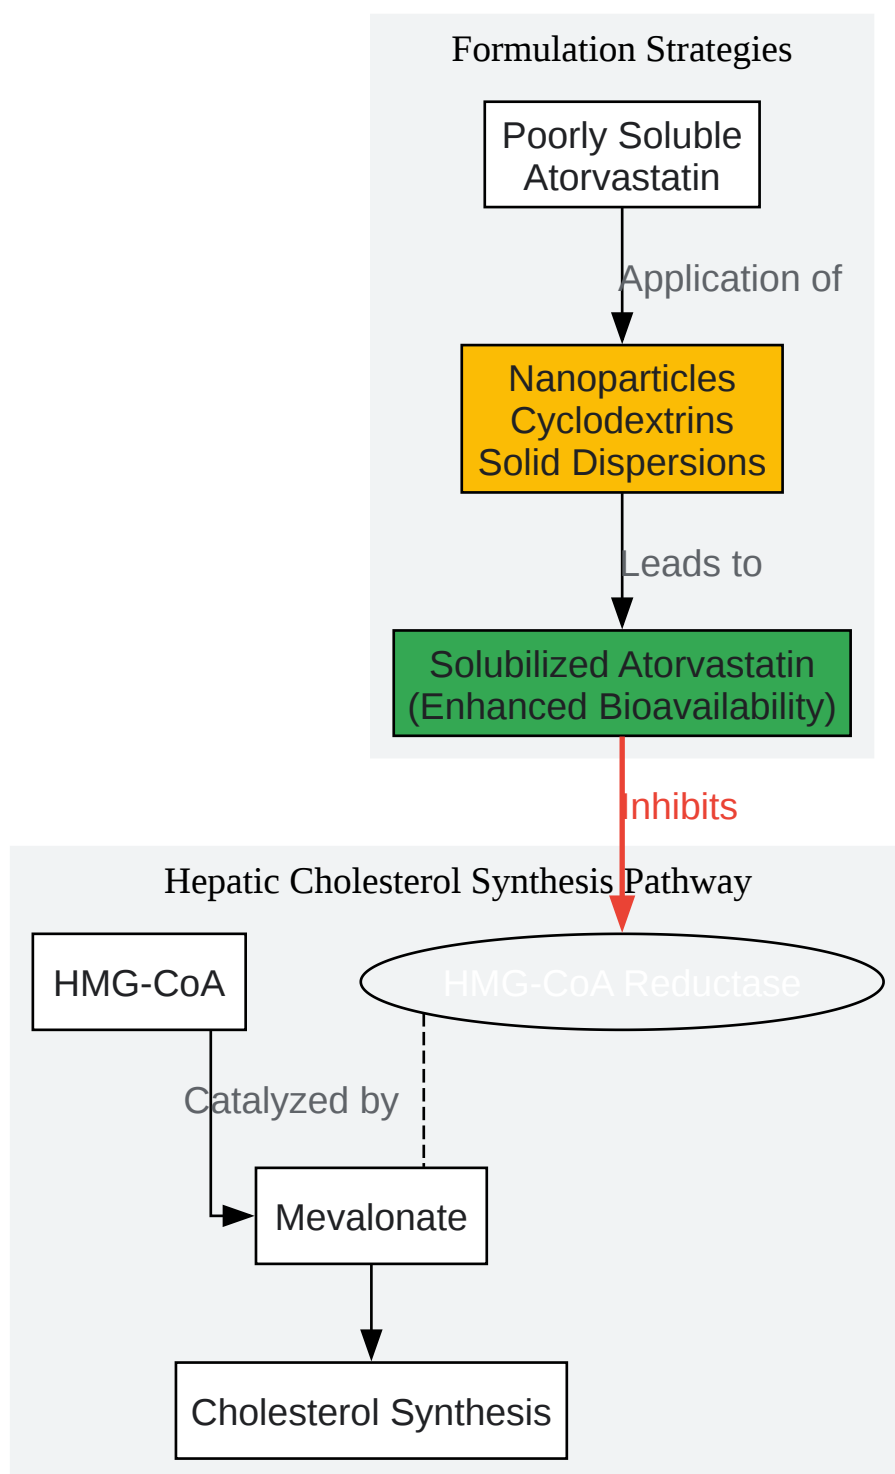 Formulation Strategies
Poorly Soluble
Atorvastatin
Application of
Nanoparticles
Cyclodextrins
Solid Dispersions
Leads to
Solubilized Atorvastatin
(Enhanced Bioavailability)
Inhibits
Hepatic Cholesterol Synthesis Pathway
HMG-CoA
HMG-CoA Reductase
Catalyzed by
Mevalonate
Cholesterol Synthesis